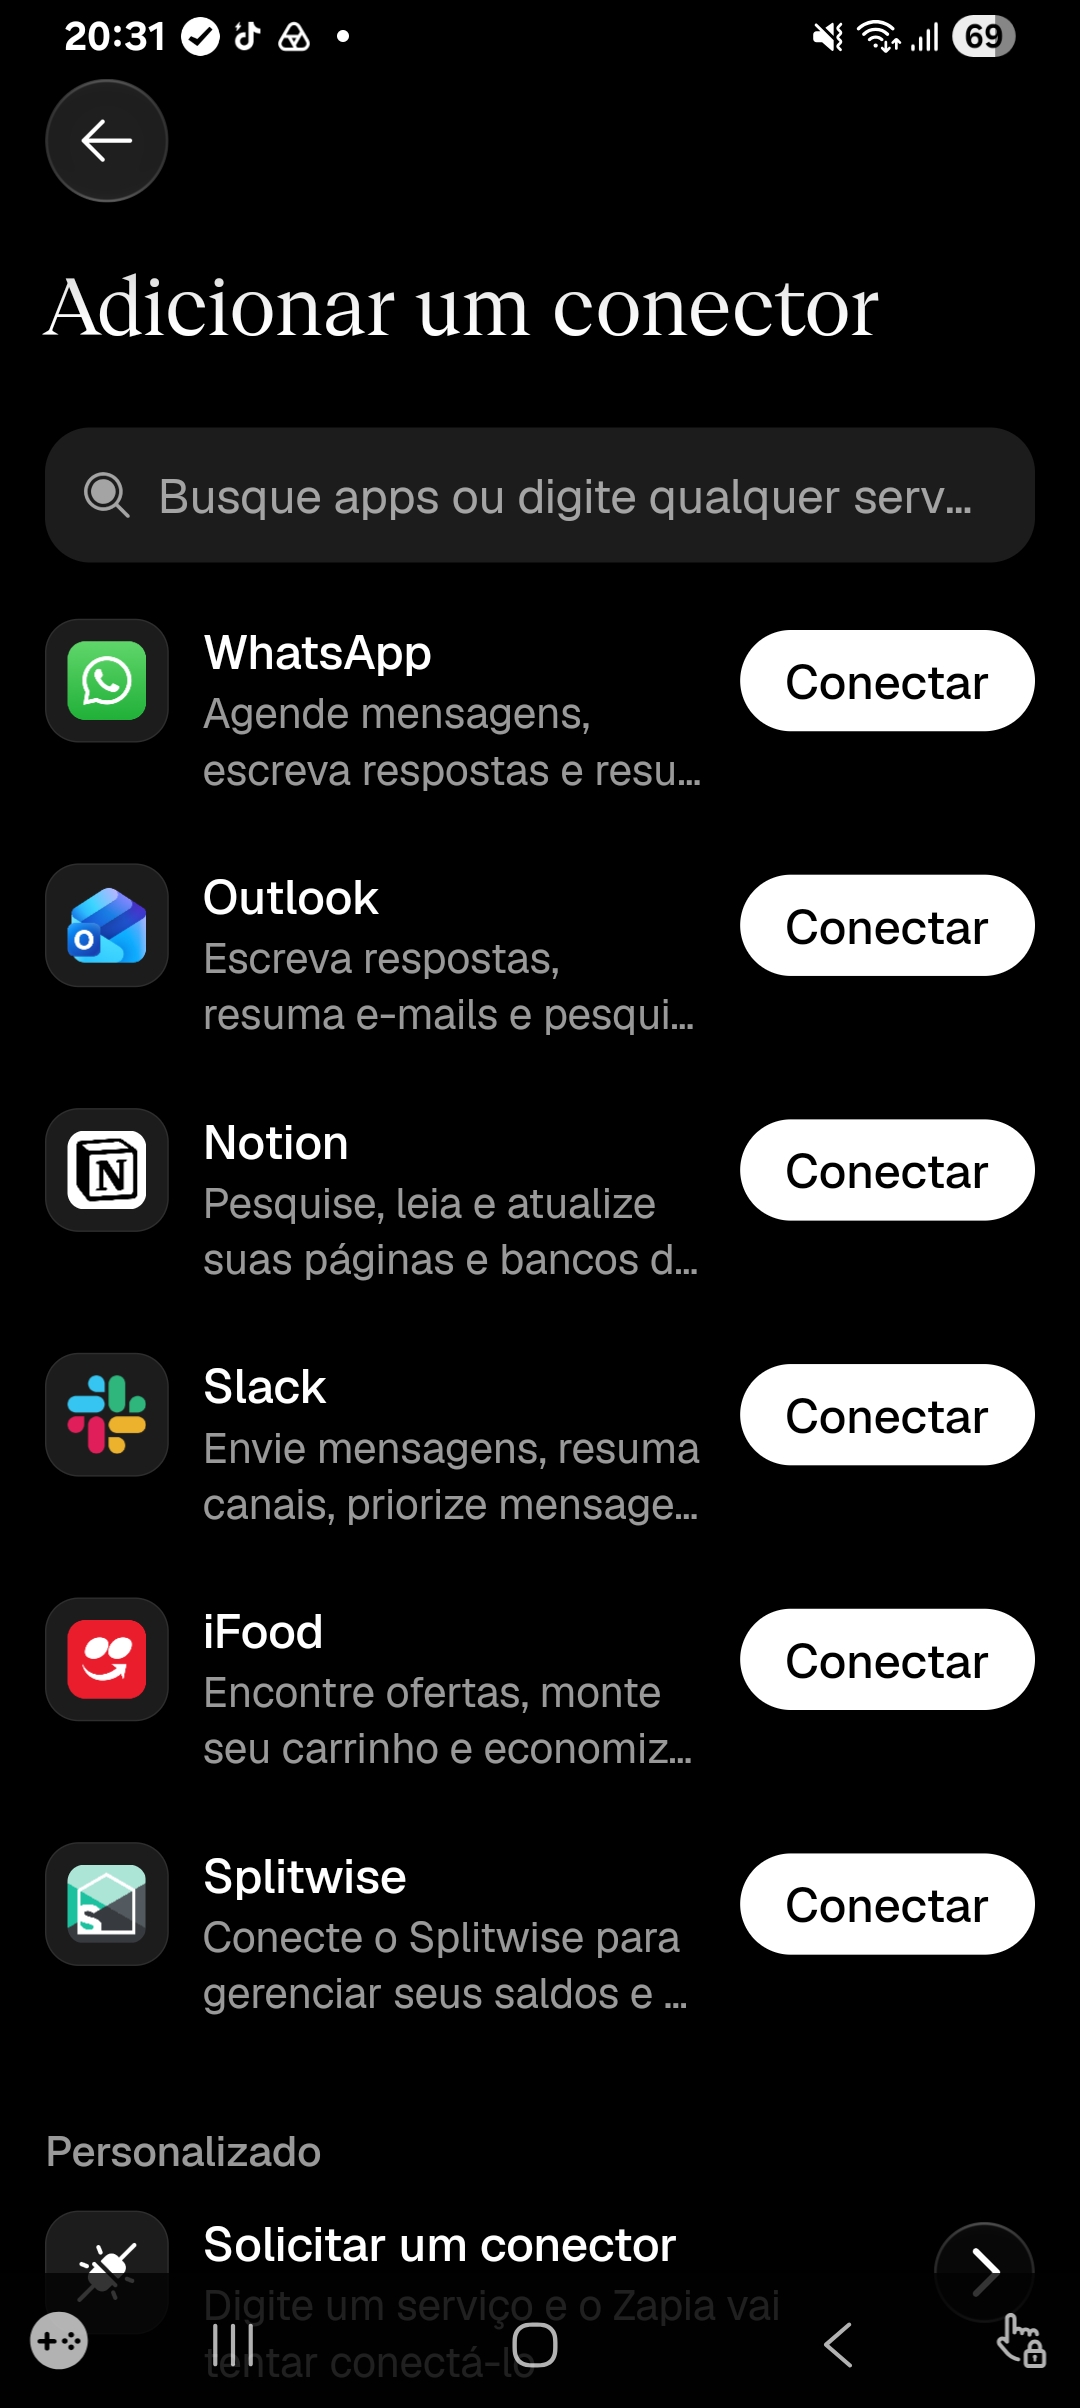 20:31
69
Adicionar um conector
Busque apps ou digite qualquer serv...
WhatsApp
Agende mensagens,
escreva respostas e resu...
Conectar
Outlook
Escreva respostas,
resuma e-mails e pesqui...
Conectar
Notion
Pesquise, leia e atualize
suas páginas e bancos d...
Conectar
Slack
Envie mensagens, resuma
canais, priorize mensage...
Conectar
iFood
Encontre ofertas, monte
seu carrinho e economiz...
Conectar
Splitwise
Conecte o Splitwise para
gerenciar seus saldos e ...
Conectar
Personalizado
Solicitar um conector
Digite um serviço e o Zapia vai
tentar conectá-lo